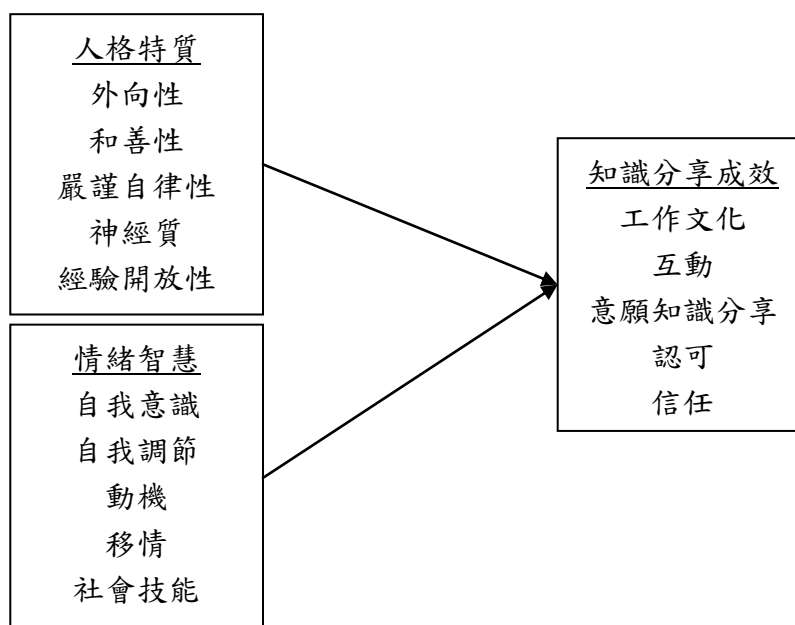 人格特質
外向性
和善性
嚴謹自律性
神經質
經驗開放性
情緒智慧
自我意識
自我調節
動機
移情
社會技能
知識分享成效
工作文化
互動
意願知識分享
認可
信任